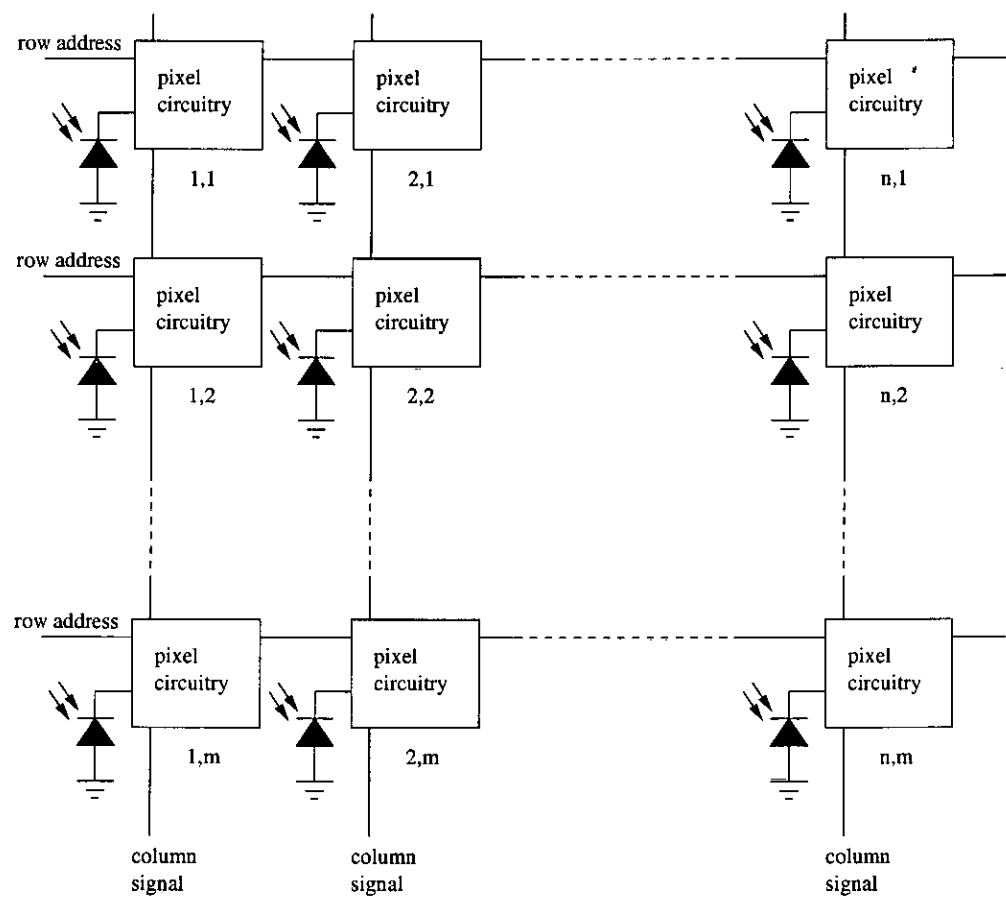 row address
pixel
circuitry
pixel
circuitry
pixel
circuitry
1,1
2,1
n,1
row address
pixel
circuitry
pixel
circuitry
pixel
circuitry
1,2
2,2
n,2
row address
pixel
circuitry
pixel
circuitry
pixel
circuitry
1,m
2,m
n,m
column
signal
column
signal
column
signal